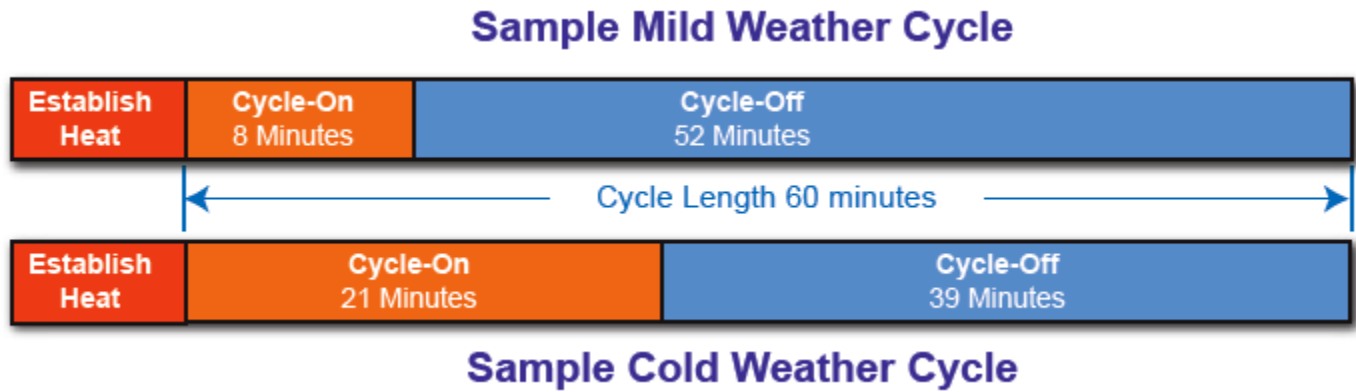 Sample Mild Weather Cycle
Establish
Heat
Cycle-On
8 Minutes
Cycle-Off
52 Minutes
Cycle Length 60 minutes
Establish
Heat
Cycle-On
21 Minutes
Cycle-Off
39 Minutes
Sample Cold Weather Cycle